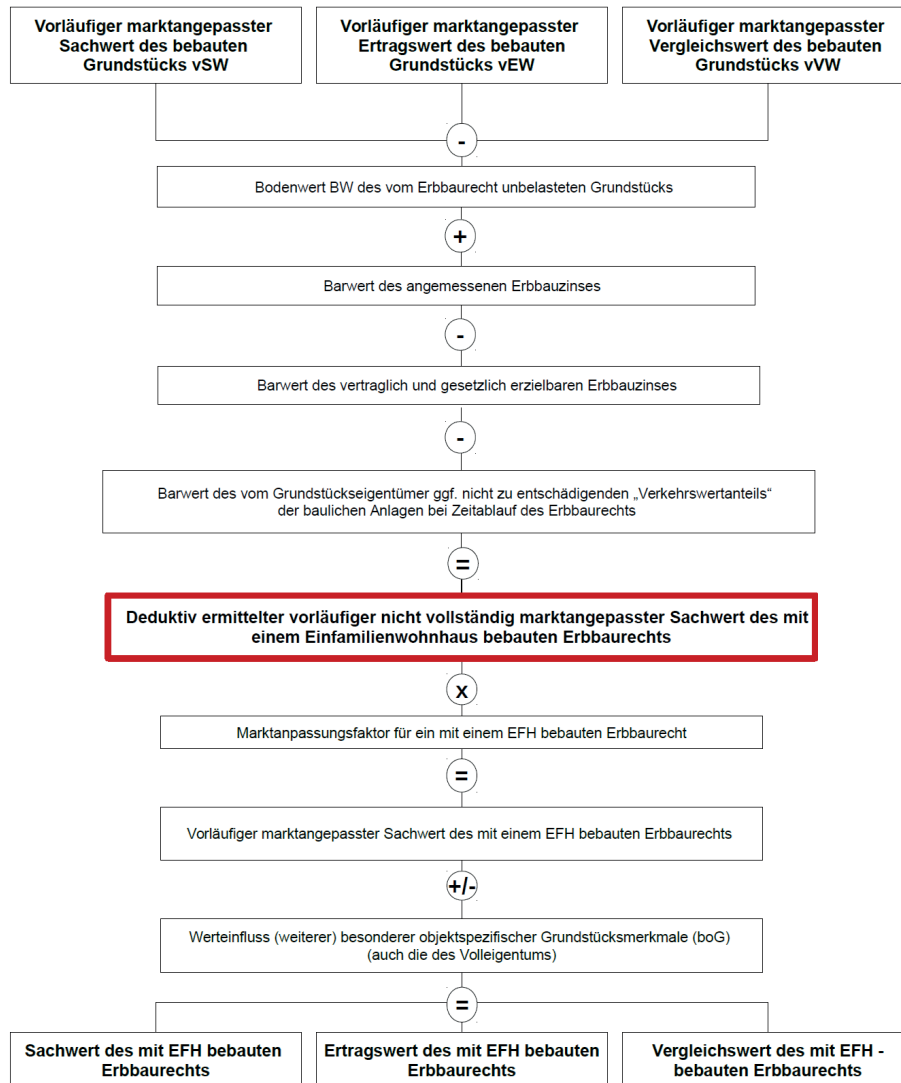 Vorläufiger marktangepasster
Sachwert des bebauten
Grundstücks vSW
Vorläufiger marktangepasster
Ertragswert des bebauten
Grundstücks vEW
Vorläufiger marktangepasster
Vergleichswert des bebauten
Grundstücks vVW
-
Bodenwert BW des vom Erbbaurecht unbelasteten Grundstücks
+
Barwert des angemessenen Erbbauzinses
-
Barwert des vertraglich und gesetzlich erzielbaren Erbbauzinses
-
Barwert des vom Grundstückseigentümer ggf. nicht zu entschädigenden „Verkehrswertanteils“
der baulichen Anlagen bei Zeitablauf des Erbbaurechts
=
Deduktiv ermittelter vorläufiger nicht vollständig marktangepasster Sachwert des mit
einem Einfamilienwohnhaus bebauten Erbbaurechts
x
Marktanpassungsfaktor für ein mit einem EFH bebauten Erbbaurecht
=
Vorläufiger marktangepasster Sachwert des mit einem EFH bebauten Erbbaurechts
+/-
Werteinfluss (weiterer) besonderer objektspezifischer Grundstücksmerkmale (boG)
(auch die des Volleigentums)
=
Sachwert des mit EFH bebauten
Erbbaurechts
Ertragswert des mit EFH bebauten
Erbbaurechts
Vergleichswert des mit EFH -
bebauten Erbbaurechts